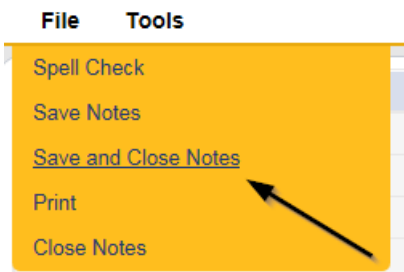 File Tools
Spell Check
Save Notes
Save and Close Notes
Print
Close Notes